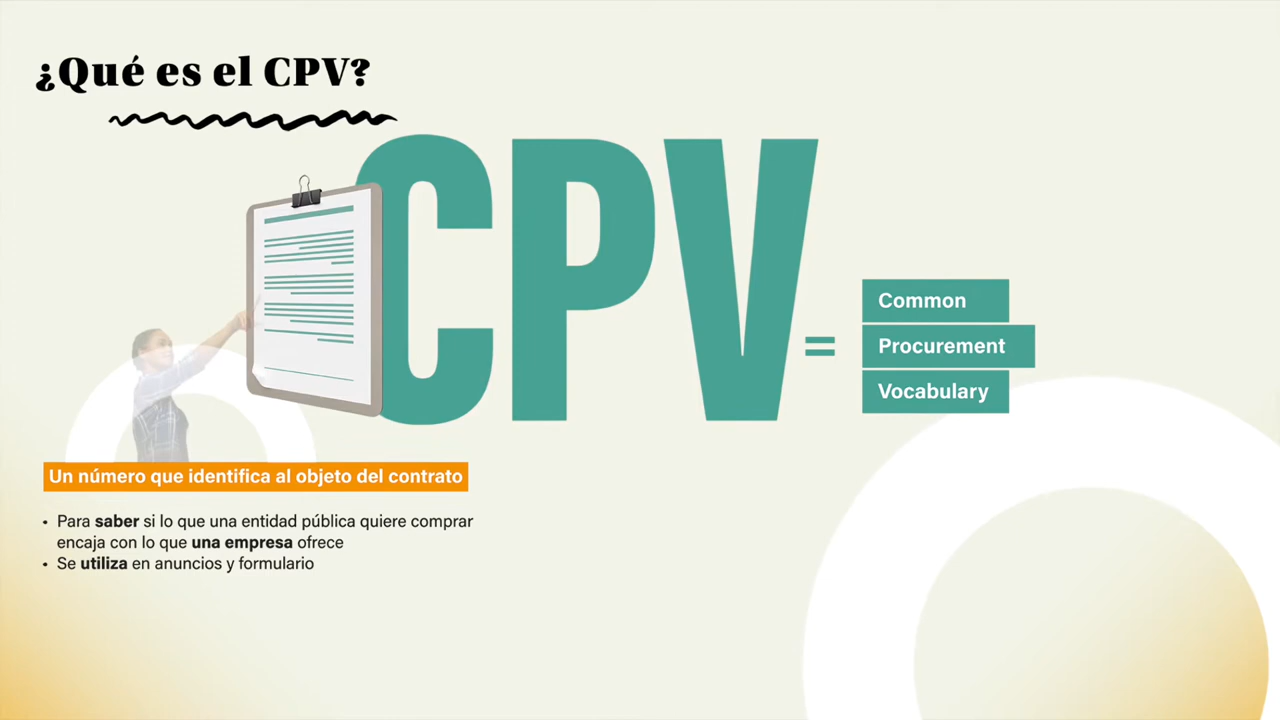 ¿Qué es el CPV?
CPV
=
Common
Procurement
Vocabulary
Un número que identifica al objeto del contrato
• Para saber si lo que una entidad pública quiere comprar
encaja con lo que una empresa ofrece
• Se utiliza en anuncios y formulario